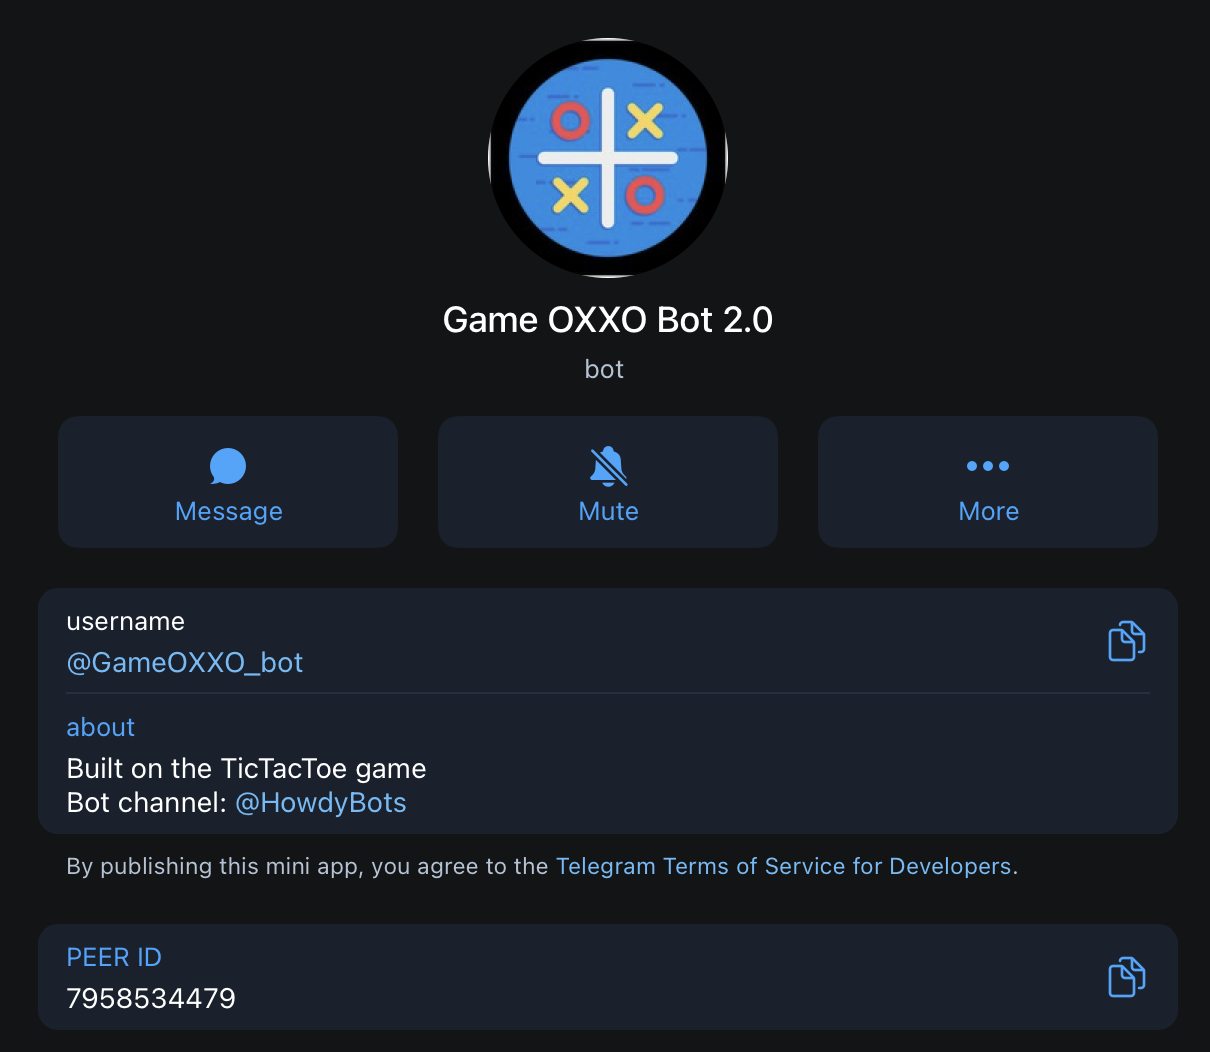 Game OXXO Bot 2.0
bot
Message
Mute
More
username
@GameOXXO_bot
about
Built on the TicTacToe game
Bot channel: @HowdyBots
By publishing this mini app, you agree to the Telegram Terms of Service for Developers.
PEER ID
7958534479